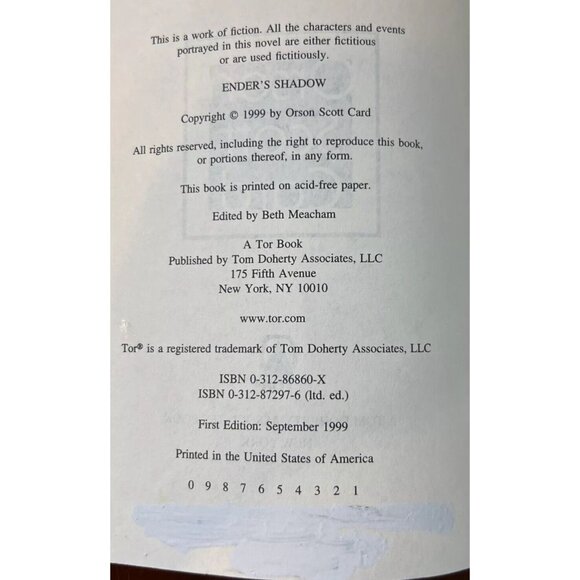 This is a work of fiction. All the characters and events
portrayed in this novel are either fictitious
or are used fictitiously.
ENDER'S SHADOW
Copyright © 1999 by Orson Scott Card
All rights reserved, including the right to reproduce this book,
or portions thereof, in any form.
This book is printed on acid-free paper.
Edited by Beth Meacham
A Tor Book
Published by Tom Doherty Associates, LLC
175 Fifth Avenue
New York, NY 10010
www.tor.com
Tor® is a registered trademark of Tom Doherty Associates, LLC
ISBN 0-312-86860-X
ISBN 0-312-87297-6 (ltd. ed.)
First Edition: September 1999
Printed in the United States of America
0 9 8 7 6 5 4 3 2 1